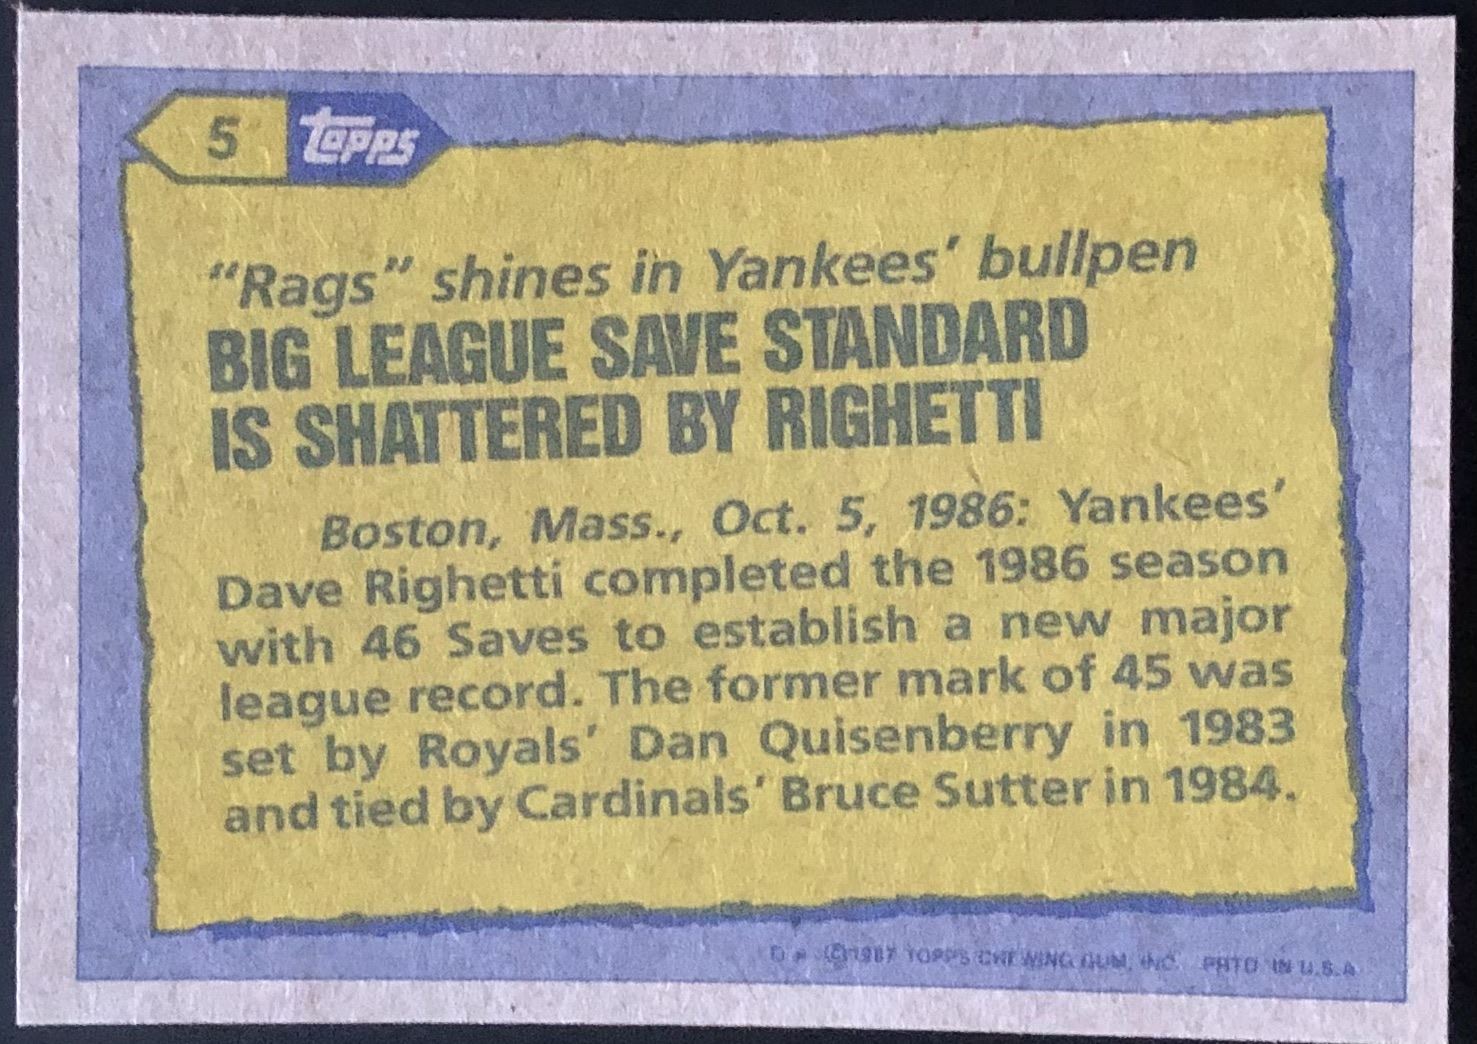 5 topps
“Rags” shines in Yankees’ bullpen
BIG LEAGUE SAVE STANDARD
IS SHATTERED BY RIGHETTI
Boston, Mass., Oct. 5, 1986: Yankees’
Dave Righetti completed the 1986 season
with 46 Saves to establish a new major
league record. The former mark of 45 was
set by Royals’ Dan Quisenberry in 1983
and tied by Cardinals’ Bruce Sutter in 1984.
D * ©1987 TOPPS CHEWING GUM, INC. PRTD IN U.S.A.